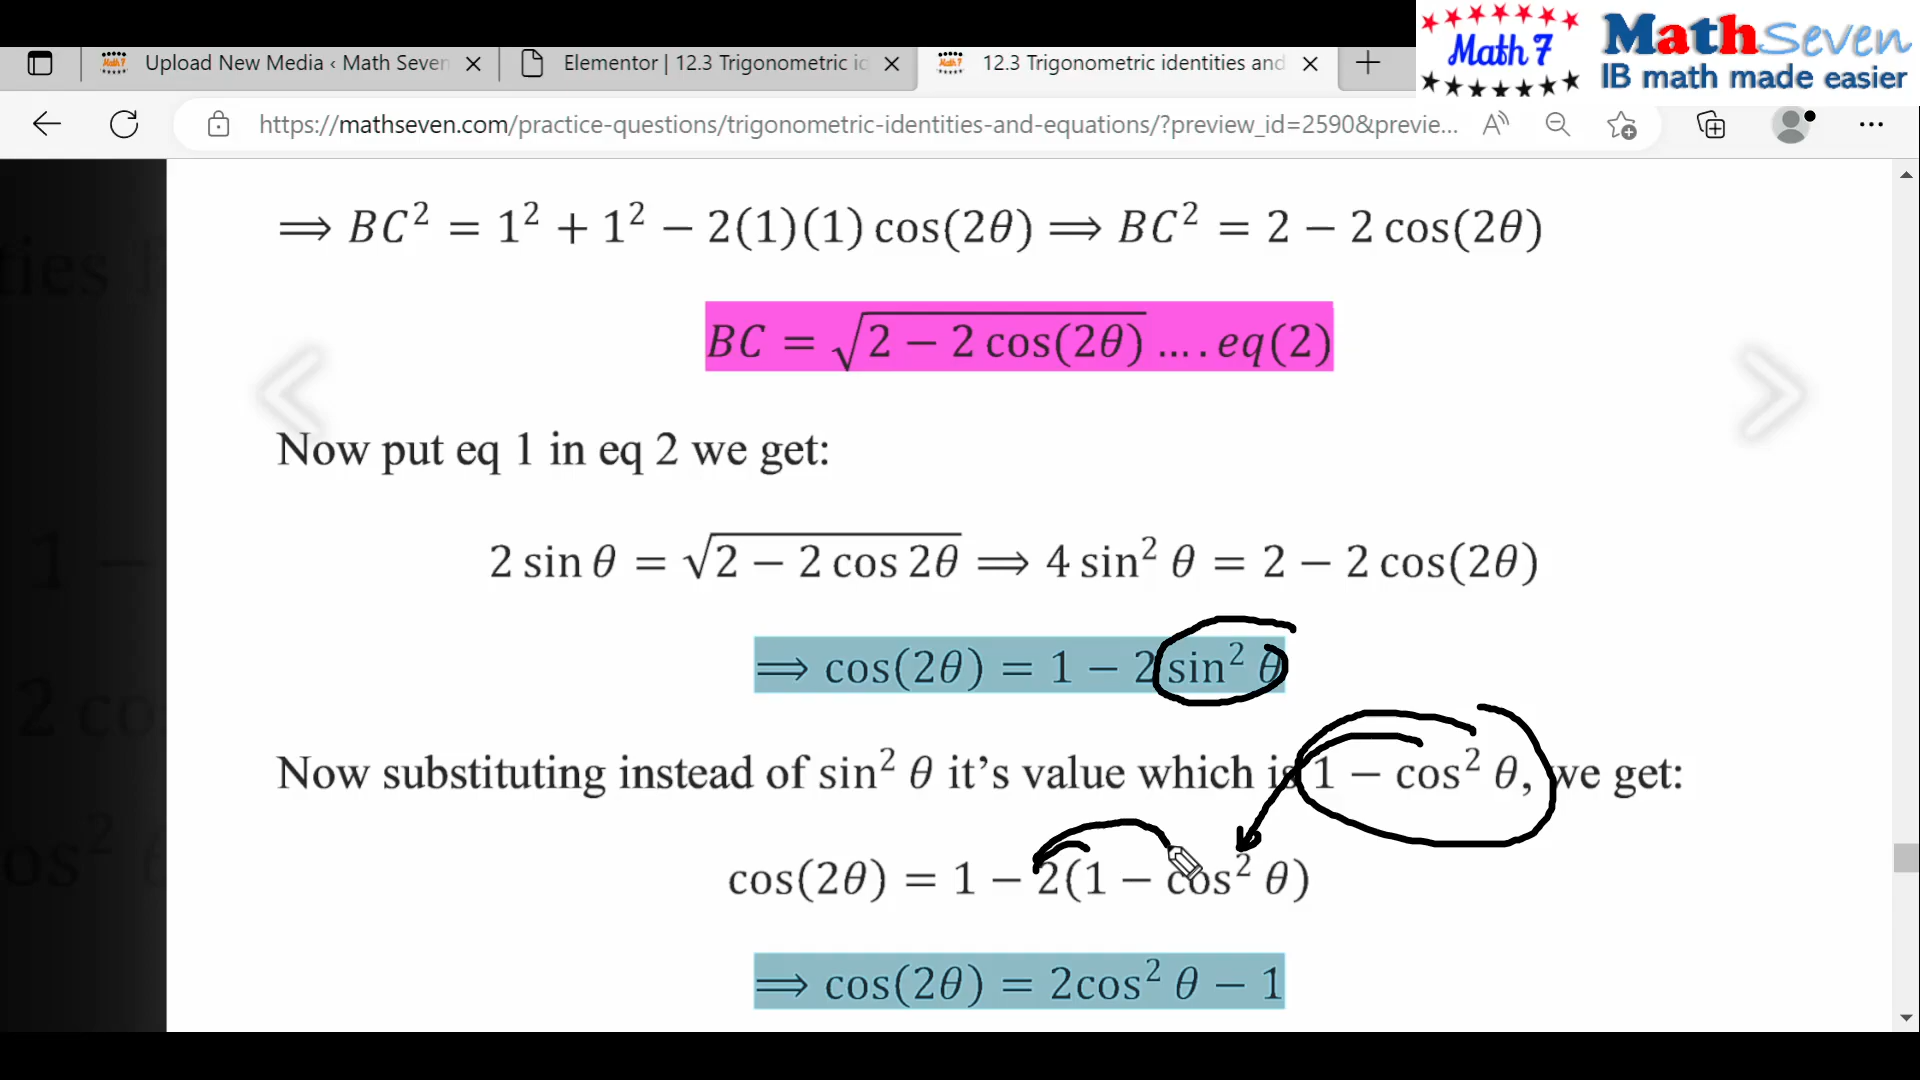 Math 7
MathSeven
IB math made easier
Upload New Media ‹ Math Seven
Elementor | 12.3 Trigonometric ic
12.3 Trigonometric identities and
https://mathseven.com/practice-questions/trigonometric-identities-and-equations/?preview_id=2590&previe...
⟹ BC² = 1² + 1² − 2(1)(1) cos(2θ) ⟹ BC² = 2 − 2 cos(2θ)
BC = √(2 − 2 cos(2θ)) .... eq(2)
Now put eq 1 in eq 2 we get:
2 sin θ = √(2 − 2 cos 2θ) ⟹ 4 sin² θ = 2 − 2 cos(2θ)
⟹ cos(2θ) = 1 − 2 sin² θ
Now substituting instead of sin² θ it’s value which is 1 − cos² θ, we get:
cos(2θ) = 1 − 2(1 − cos² θ)
⟹ cos(2θ) = 2cos² θ − 1